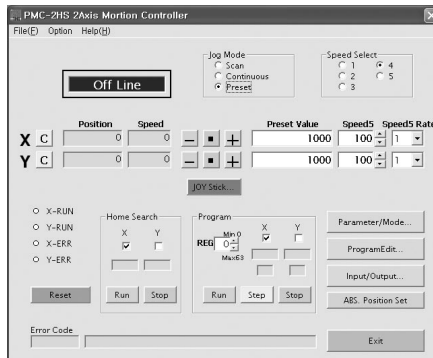 PMC-2HS 2Axis Mortion Controller
File(F) Option Help(H)
Jog Mode
Scan
Continuous
Preset
Speed Select
1 4
2 5
3
Off Line
Position Speed Preset Value Speed5 Speed5 Rate
X C 0 0 – ■ + 1000 100 1
Y C 0 0 – ■ + 1000 100 1
JOY Stick...
X-RUN
Y-RUN
X-ERR
Y-ERR
Reset
Home Search
X Y
Run Stop
Program
Min 0 X Y
REG 0
Max63
Run Step Stop
Parameter/Mode...
ProgramEdit...
Input/Output...
ABS. Position Set
Error Code
Exit